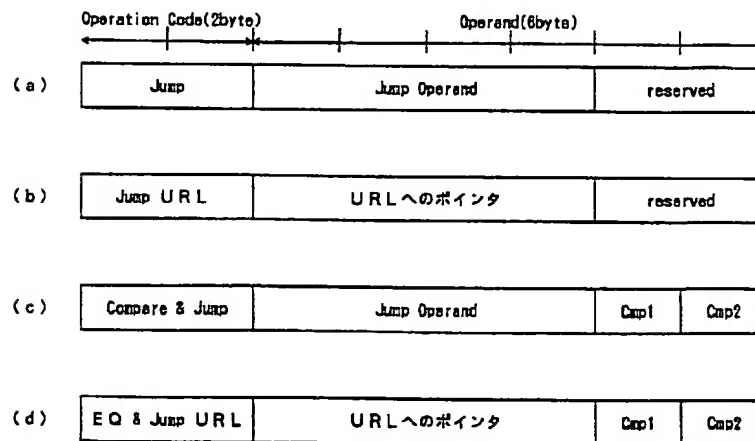 Operation Code(2byte) Operand(6byte)
(a) Jump Jump Operand reserved
(b) Jump URL URLへのポインタ reserved
(c) Compare & Jump Jump Operand Cmp1 Cmp2
(d) EQ & Jump URL URLへのポインタ Cmp1 Cmp2